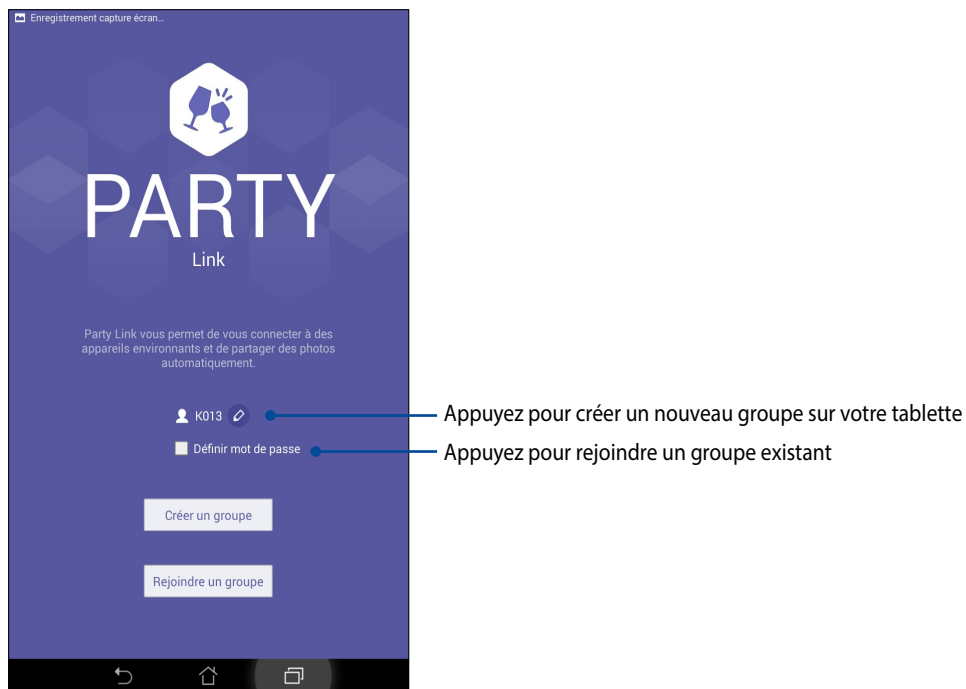 Enregistrement capture écran...
PARTY
Link
Party Link vous permet de vous connecter à des
appareils environnants et de partager des photos
automatiquement.
K013
Appuyez pour créer un nouveau groupe sur votre tablette
Définir mot de passe
Appuyez pour rejoindre un groupe existant
Créer un groupe
Rejoindre un groupe